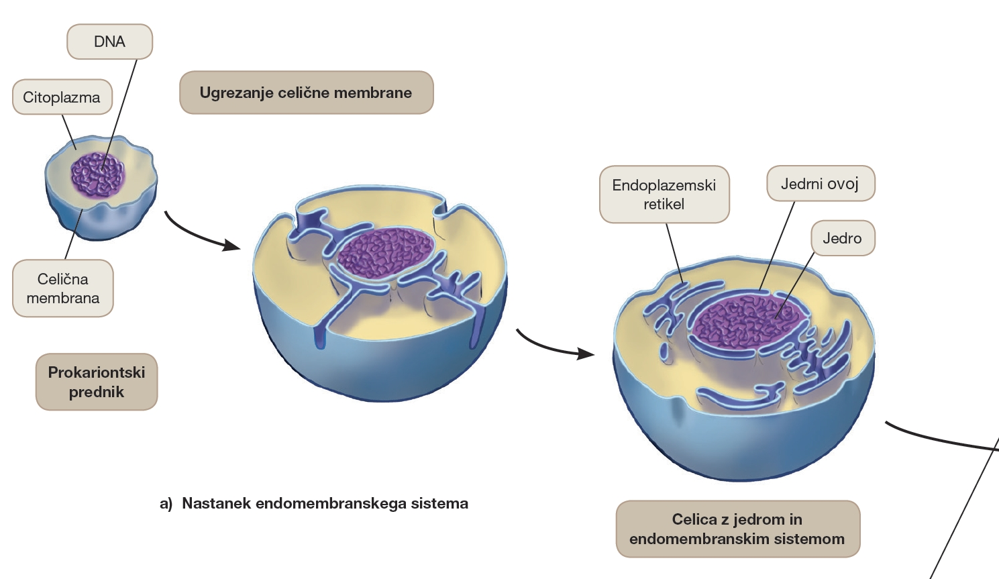 DNA
Citoplazma
Ugrezanje celične membrane
Celična
membrana
Prokariontski
prednik
Endoplazemski
retikel
Jedrni ovoj
Jedro
a) Nastanek endomembranskega sistema
Celica z jedrom in
endomembranskim sistemom